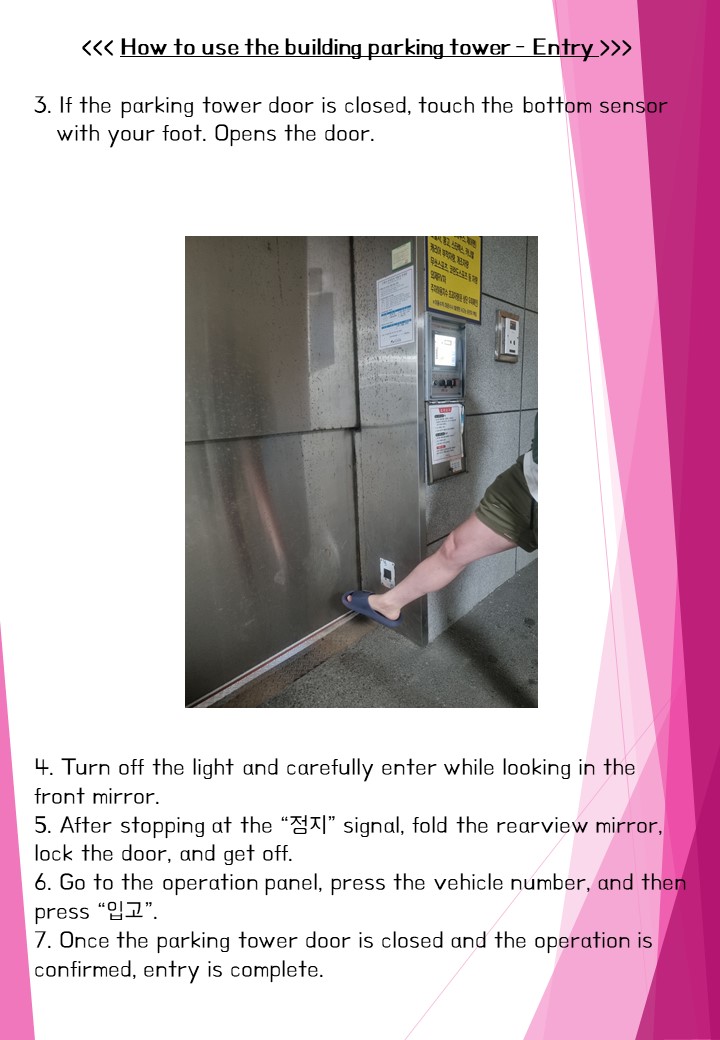 <<< How to use the building parking tower - Entry >>>
3. If the parking tower door is closed, touch the bottom sensor
with your foot. Opens the door.
4. Turn off the light and carefully enter while looking in the
front mirror.
5. After stopping at the “점지” signal, fold the rearview mirror,
lock the door, and get off.
6. Go to the operation panel, press the vehicle number, and then
press “입고”.
7. Once the parking tower door is closed and the operation is
confirmed, entry is complete.